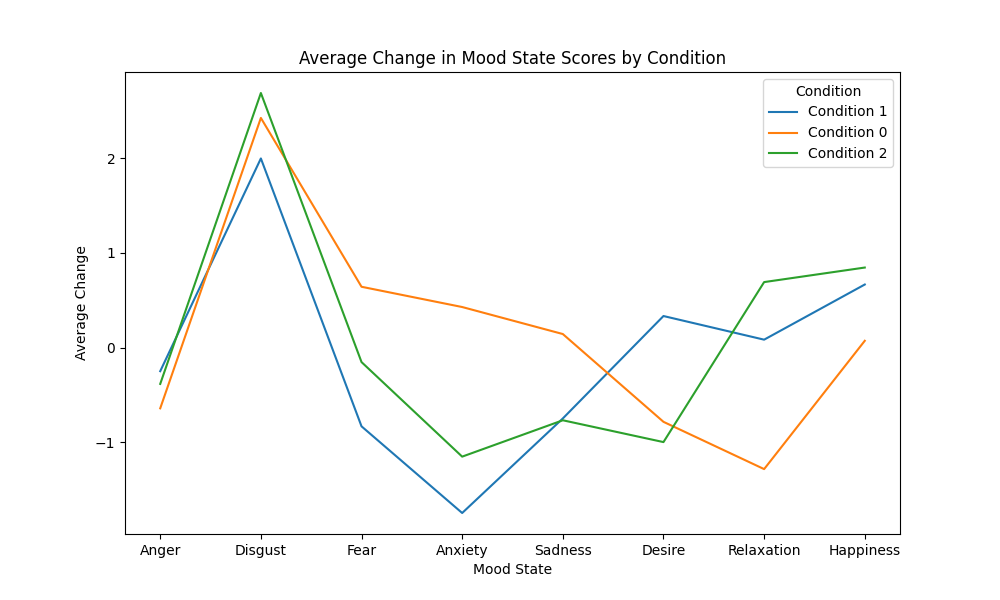 Average Change in Mood State Scores by Condition
Condition
Condition 1
Condition 0
Condition 2
Average Change
2
1
0
−1
Anger Disgust Fear Anxiety Sadness Desire Relaxation Happiness
Mood State